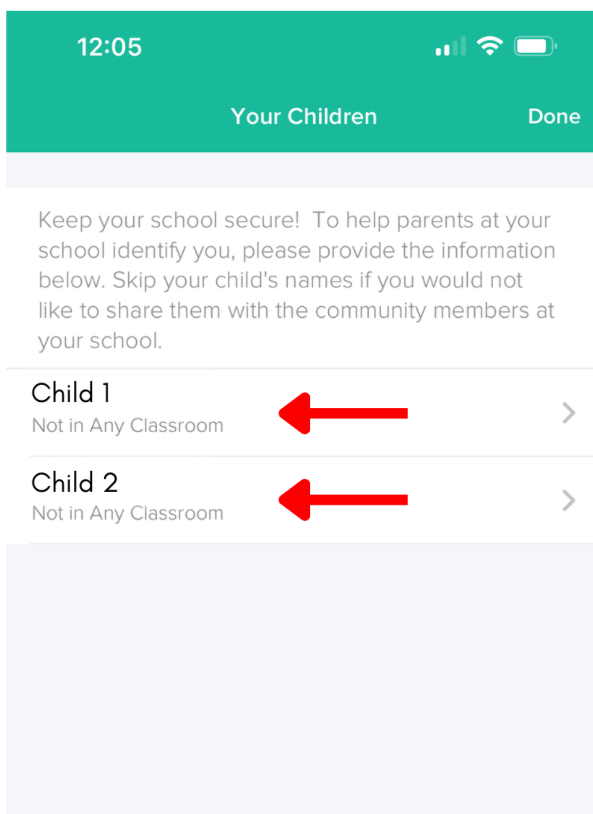 12:05
Your Children Done
Keep your school secure!  To help parents at your
school identify you, please provide the information
below. Skip your child's names if you would not
like to share them with the community members at
your school.
Child 1
Not in Any Classroom
Child 2
Not in Any Classroom